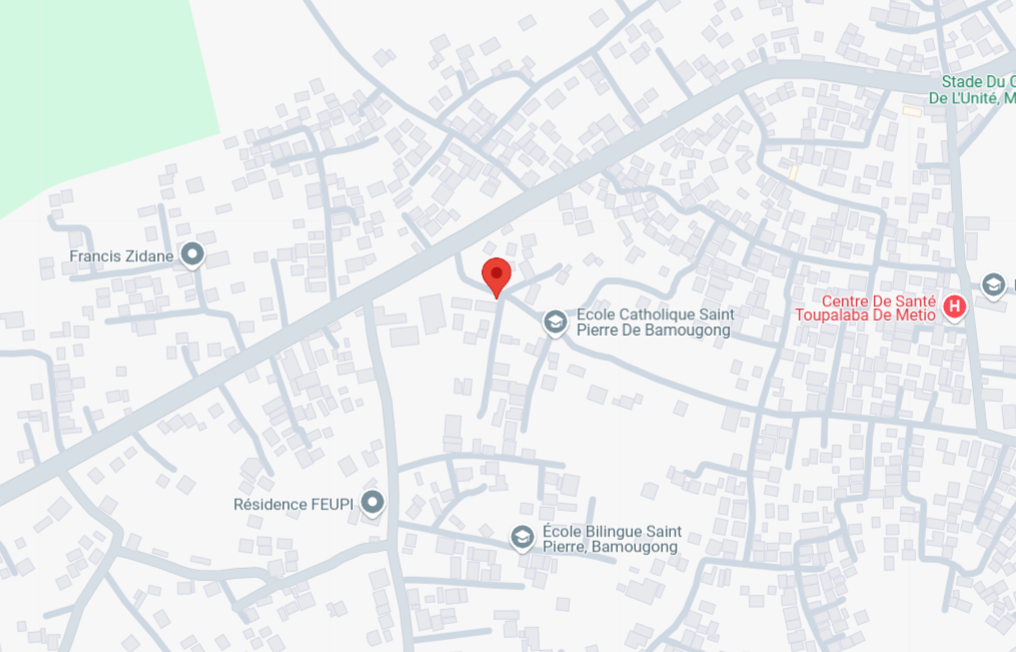 Stade Du C
De L'Unité, M
Francis Zidane
Centre De Santé
Toupalaba De Metio
H
Ecole Catholique Saint
Pierre De Bamougong
Résidence FEUPI
École Bilingue Saint
Pierre, Bamougong